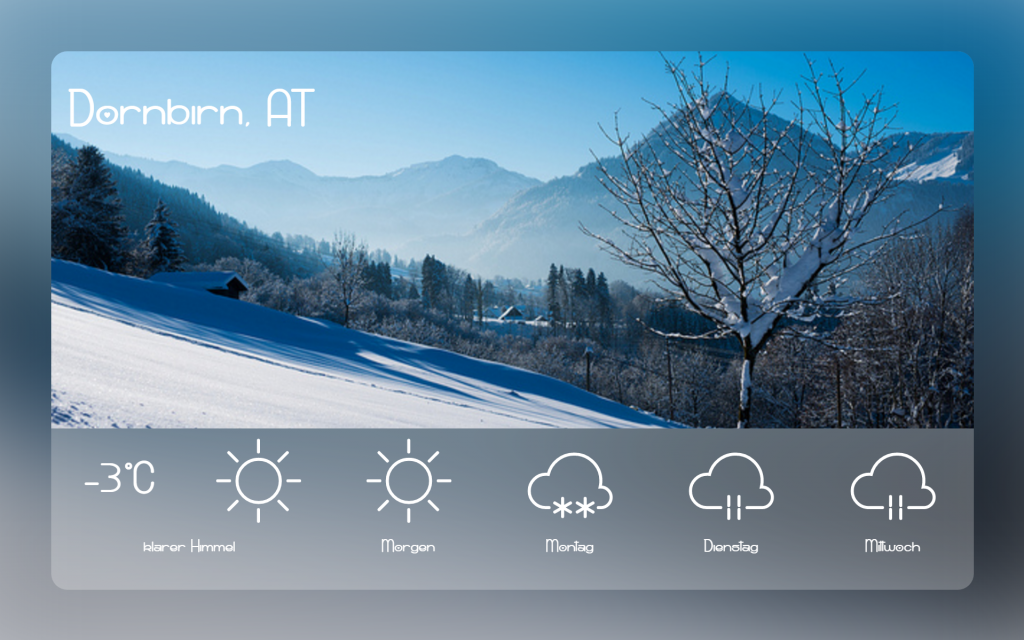 Dornbirn, AT
-3°C
klarer Himmel
Morgen
Montag
Dienstag
Mittwoch